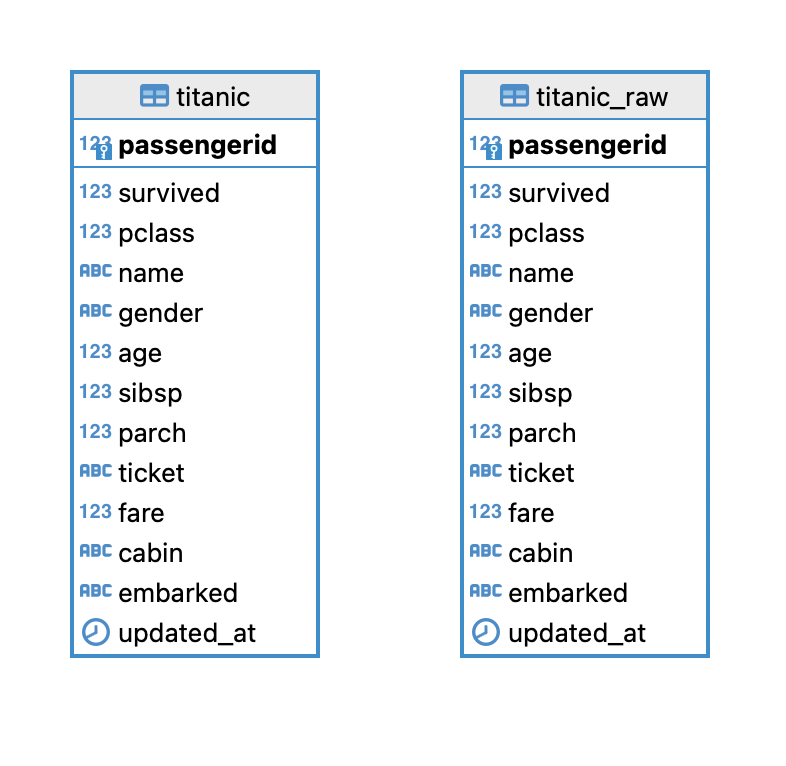 titanic
123 passengerid
123 survived
123 pclass
ABC name
ABC gender
123 age
123 sibsp
123 parch
ABC ticket
123 fare
ABC cabin
ABC embarked
updated_at
titanic_raw
123 passengerid
123 survived
123 pclass
ABC name
ABC gender
123 age
123 sibsp
123 parch
ABC ticket
123 fare
ABC cabin
ABC embarked
updated_at